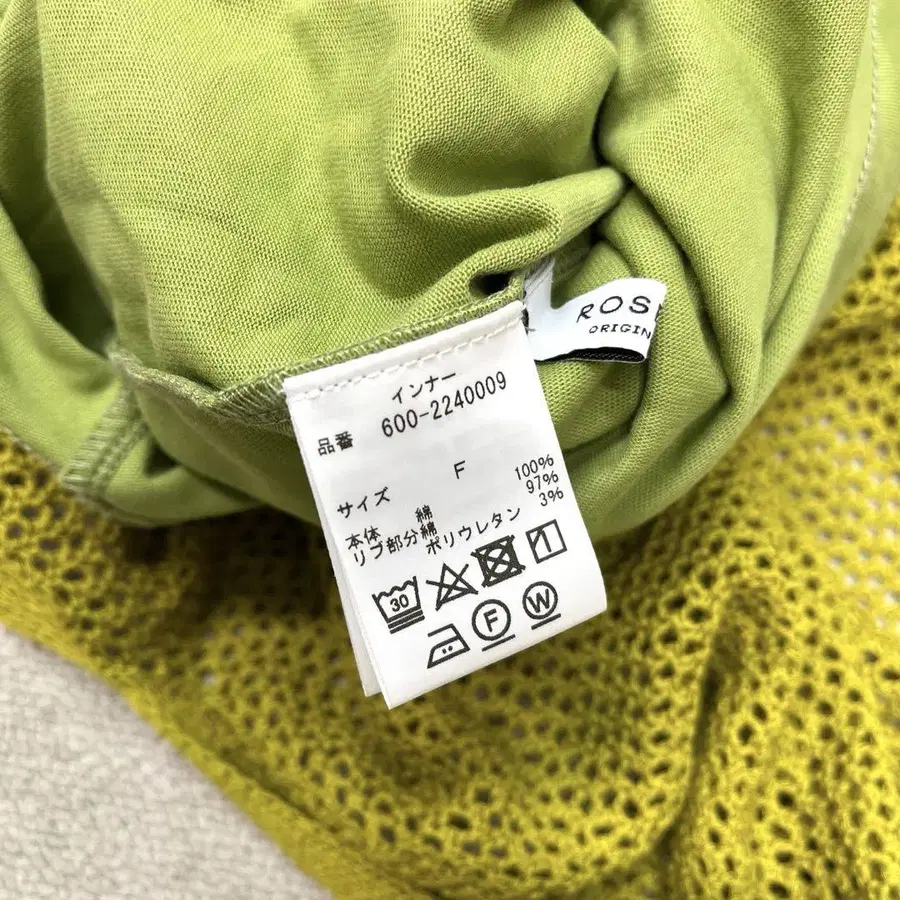 インナー
品番 600-2240009
サイズ F
本体 綿 100%
リブ部分綿 97%
ポリウレタン 3%
30
F
W
ROS
ORIGIN